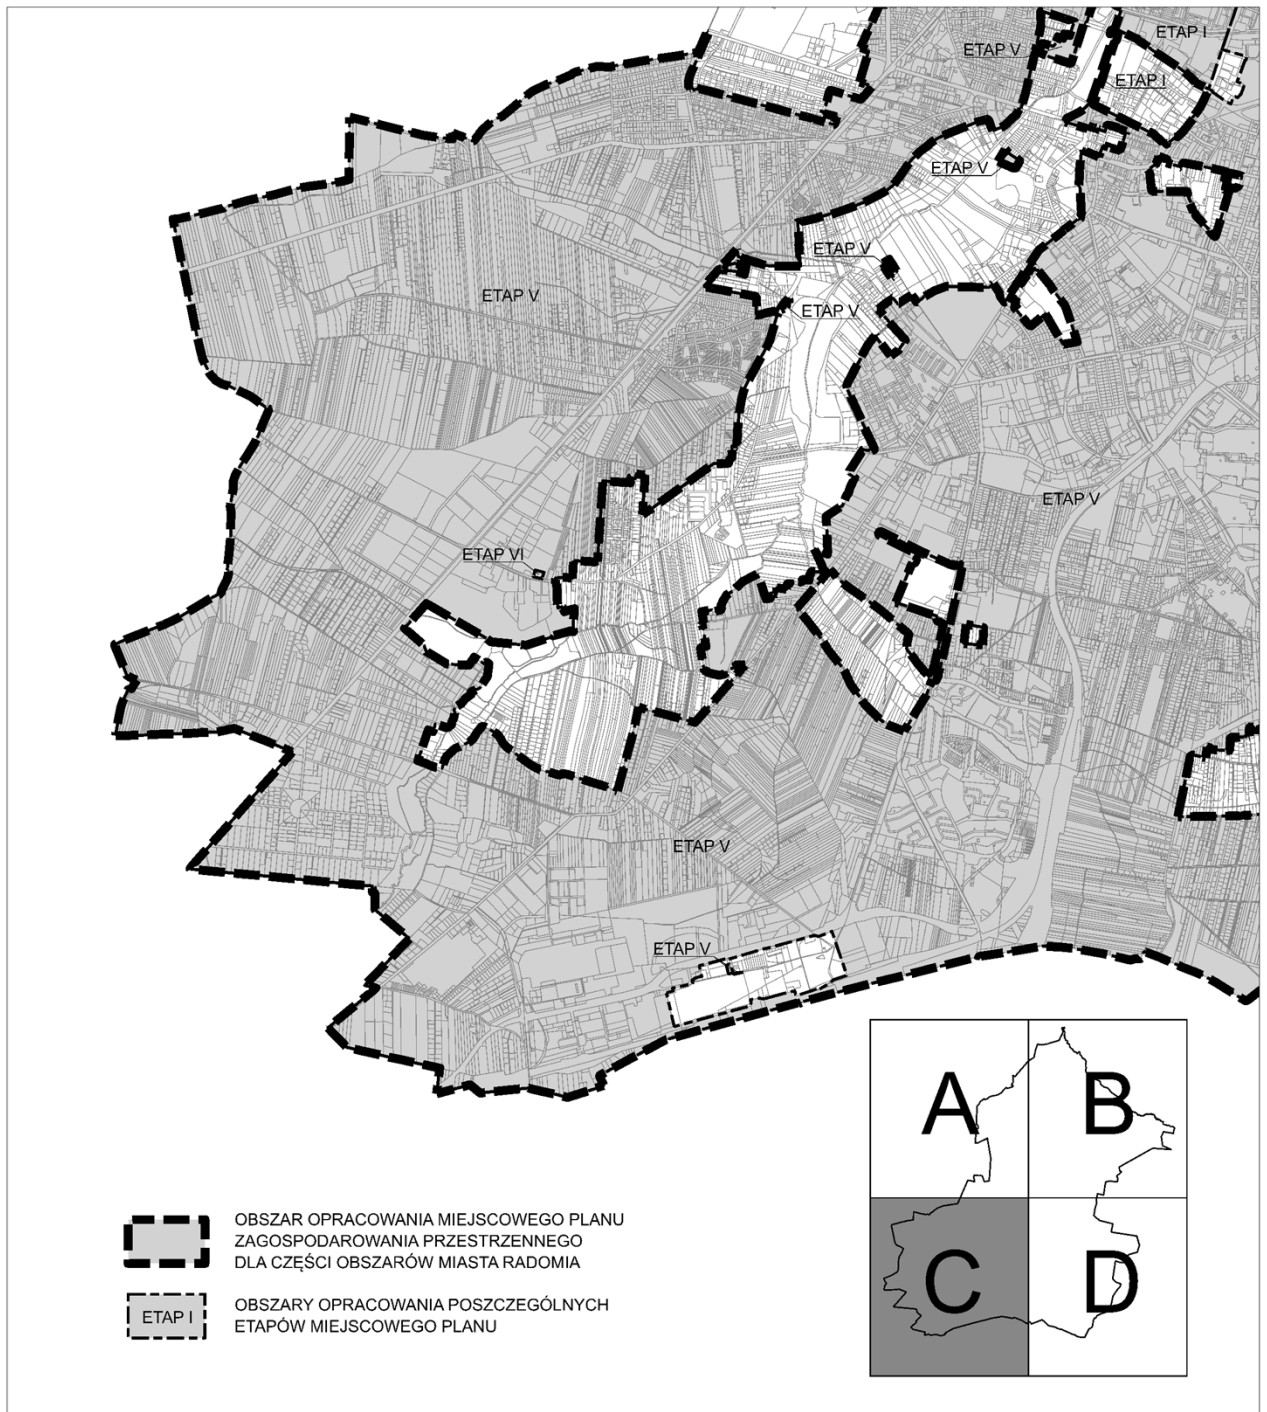 ETAP I
ETAP V
ETAP I
ETAP V
ETAP V
ETAP V
ETAP V
ETAP V
ETAP VI
ETAP V
ETAP V
A
B
C
D
OBSZAR OPRACOWANIA MIEJSCOWEGO PLANU
ZAGOSPODAROWANIA PRZESTRZENNEGO
DLA CZĘŚCI OBSZARÓW MIASTA RADOMIA
ETAP I
OBSZARY OPRACOWANIA POSZCZEGÓLNYCH
ETAPÓW MIEJSCOWEGO PLANU